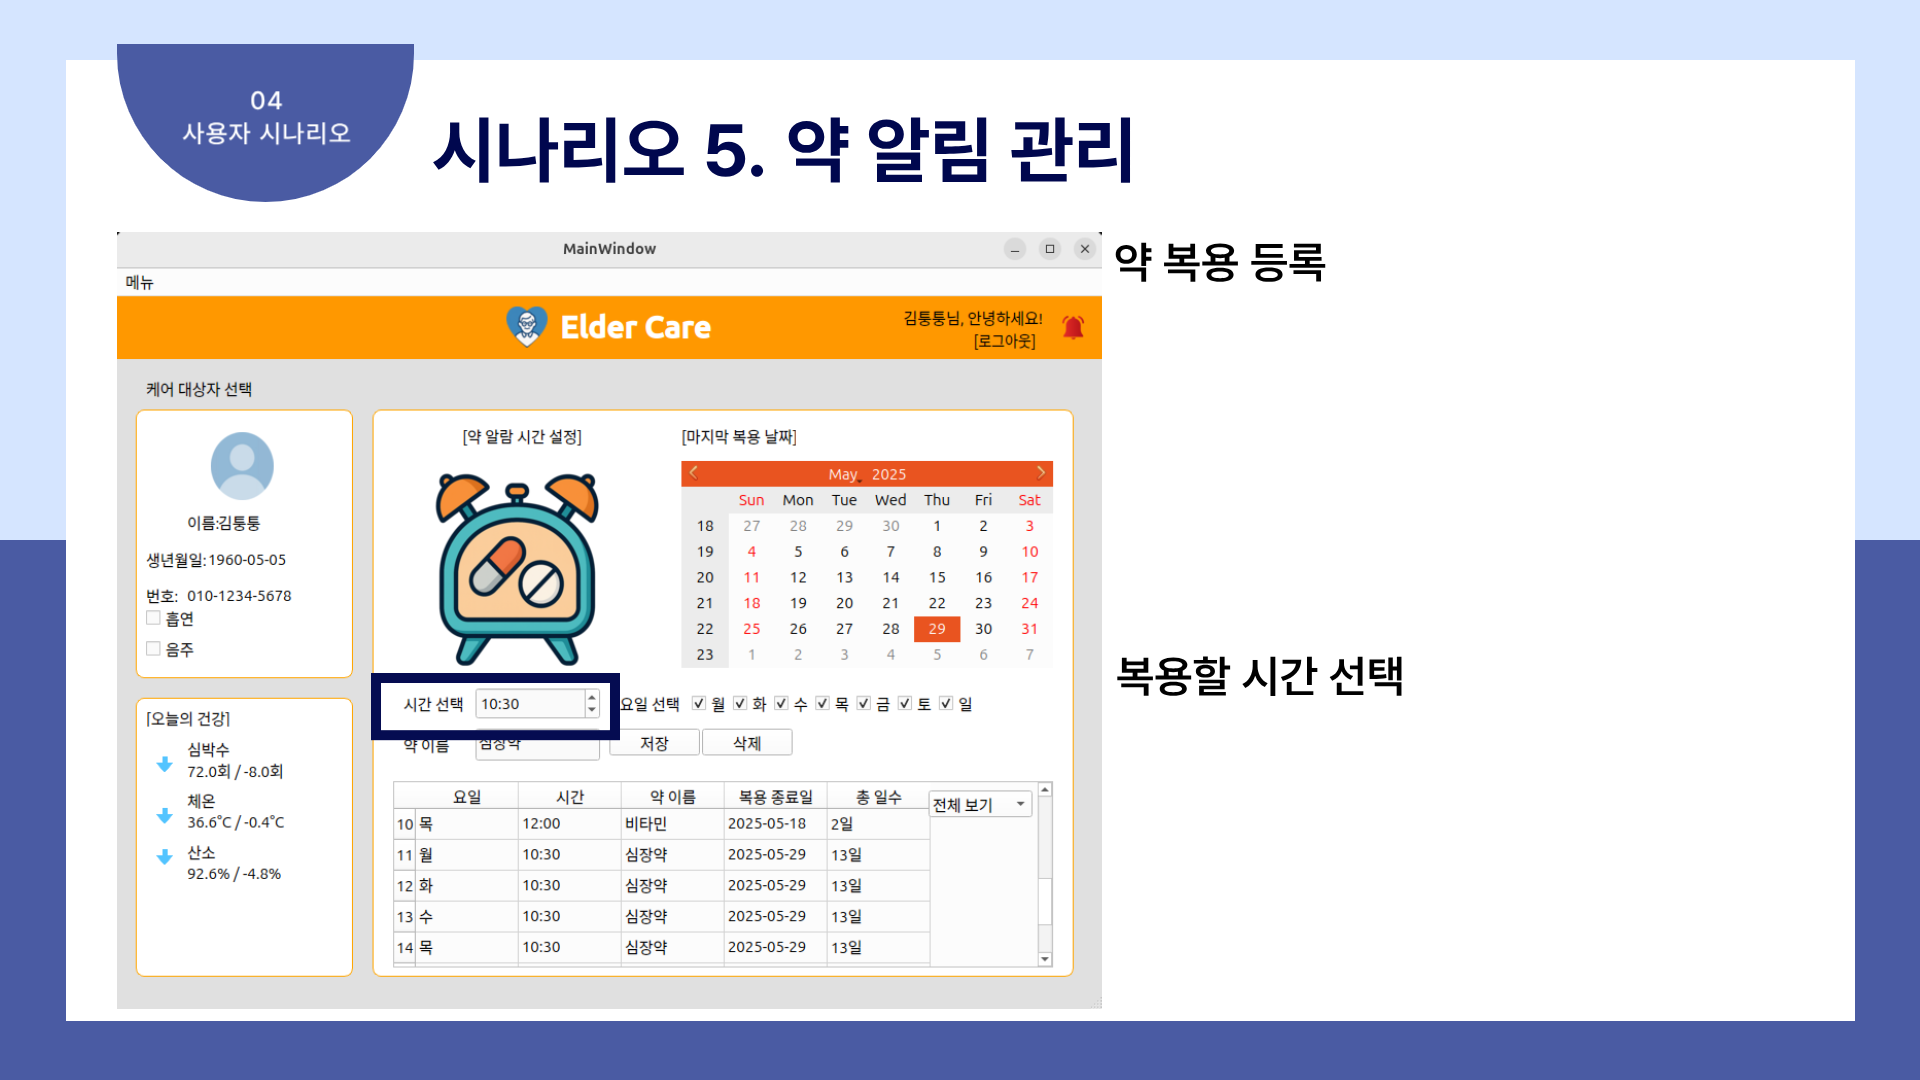 04
사용자 시나리오
시나리오 5. 약 알림 관리
MainWindow
메뉴
Elder Care
김통통님, 안녕하세요!
[로그아웃]
케어 대상자 선택
이름:김통통
생년월일:1960-05-05
번호: 010-1234-5678
흡연
음주
[오늘의 건강]
심박수
72.0회 / -8.0회
체온
36.6°C / -0.4°C
산소
92.6% / -4.8%
[약 알람 시간 설정]
[마지막 복용 날짜]
May 2025
Sun Mon Tue Wed Thu Fri Sat
18 27 28 29 30 1 2 3
19 4 5 6 7 8 9 10
20 11 12 13 14 15 16 17
21 18 19 20 21 22 23 24
22 25 26 27 28 29 30 31
23 1 2 3 4 5 6 7
시간 선택 10:30 요일 선택 월 화 수 목 금 토 일
약 이름 심장약 저장 삭제
요일 시간 약 이름 복용 종료일 총 일수 전체 보기
10 목 12:00 비타민 2025-05-18 2일
11 월 10:30 심장약 2025-05-29 13일
12 화 10:30 심장약 2025-05-29 13일
13 수 10:30 심장약 2025-05-29 13일
14 목 10:30 심장약 2025-05-29 13일
약 복용 등록
복용할 시간 선택